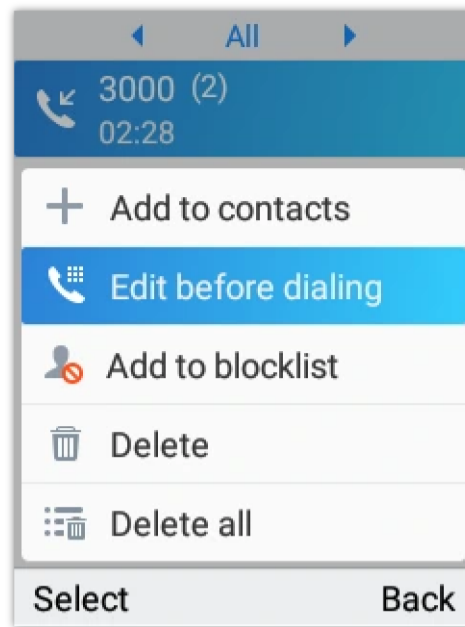 All
3000 (2)
02:28
Add to contacts
Edit before dialing
Add to blocklist
Delete
Delete all
Select Back